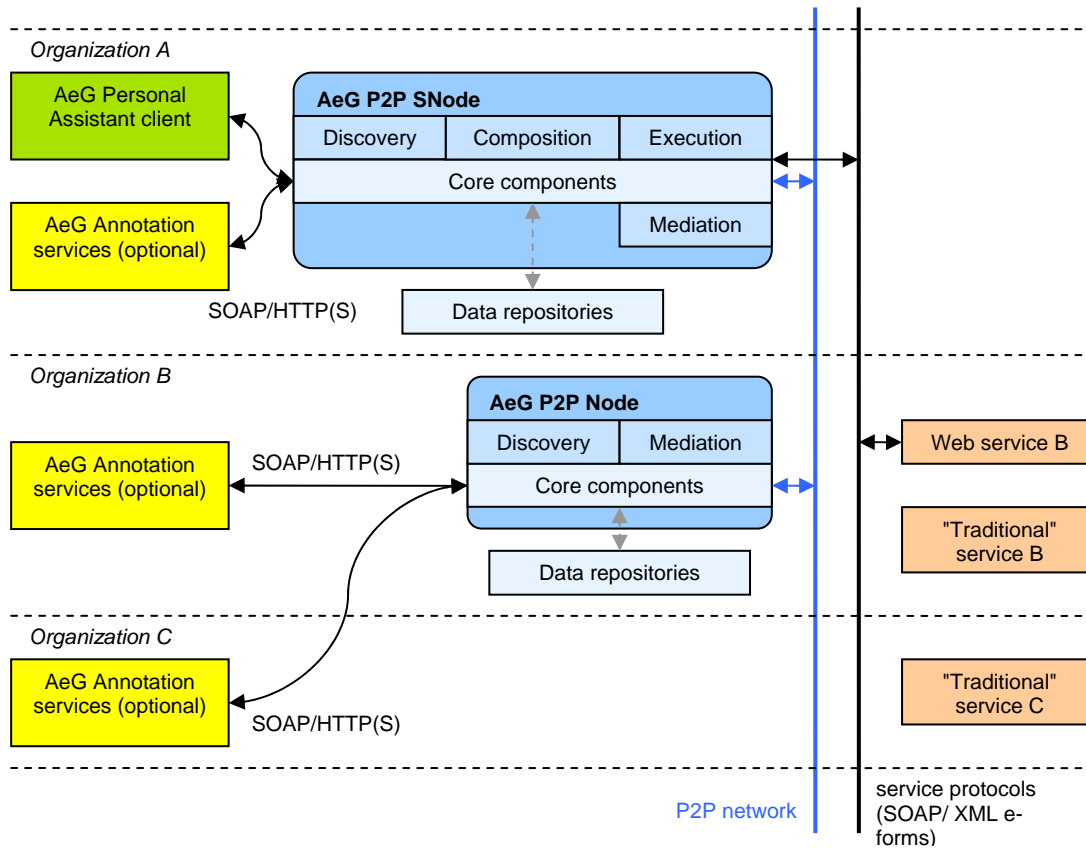 Organization A
AeG Personal
Assistant client
AeG P2P SNode
Discovery
Composition
Execution
Core components
Mediation
AeG Annotation
services (optional)
SOAP/HTTP(S)
Data repositories
Organization B
AeG P2P Node
Discovery
Mediation
Core components
AeG Annotation
services (optional)
SOAP/HTTP(S)
Data repositories
Web service B
"Traditional"
service B
Organization C
AeG Annotation
services (optional)
SOAP/HTTP(S)
"Traditional"
service C
P2P network
service protocols
(SOAP/ XML e-
forms)